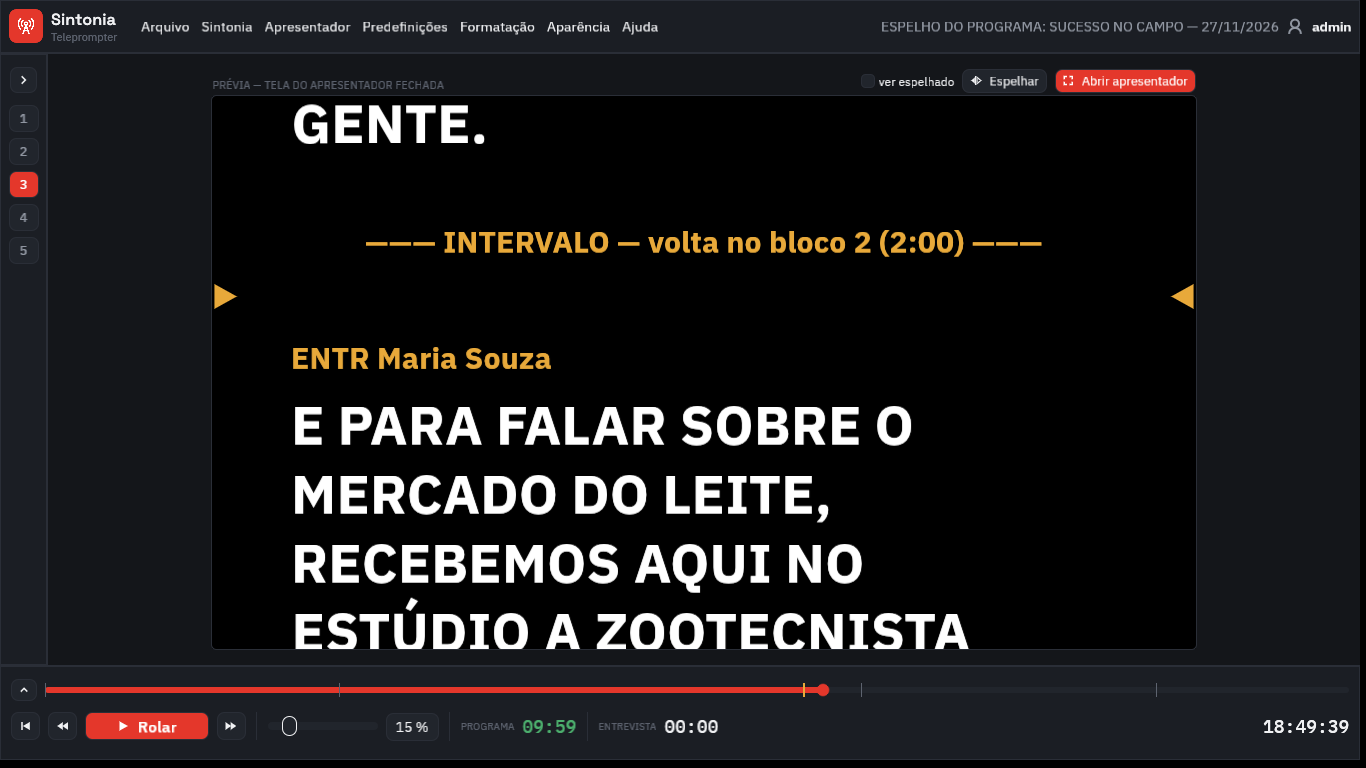 Sintonia
Teleprompter
Arquivo Sintonia Apresentador Predefinições Formatação Aparência Ajuda
ESPELHO DO PROGRAMA: SUCESSO NO CAMPO — 27/11/2026 admin
PRÉVIA — TELA DO APRESENTADOR FECHADA
ver espelhado Espelhar Abrir apresentador
1
2
3
4
5
GENTE.
——— INTERVALO — volta no bloco 2 (2:00) ———
ENTR Maria Souza
E PARA FALAR SOBRE O
MERCADO DO LEITE,
RECEBEMOS AQUI NO
ESTÚDIO A ZOOTECNISTA
Rolar 15 % PROGRAMA 09:59 ENTREVISTA 00:00 18:49:39